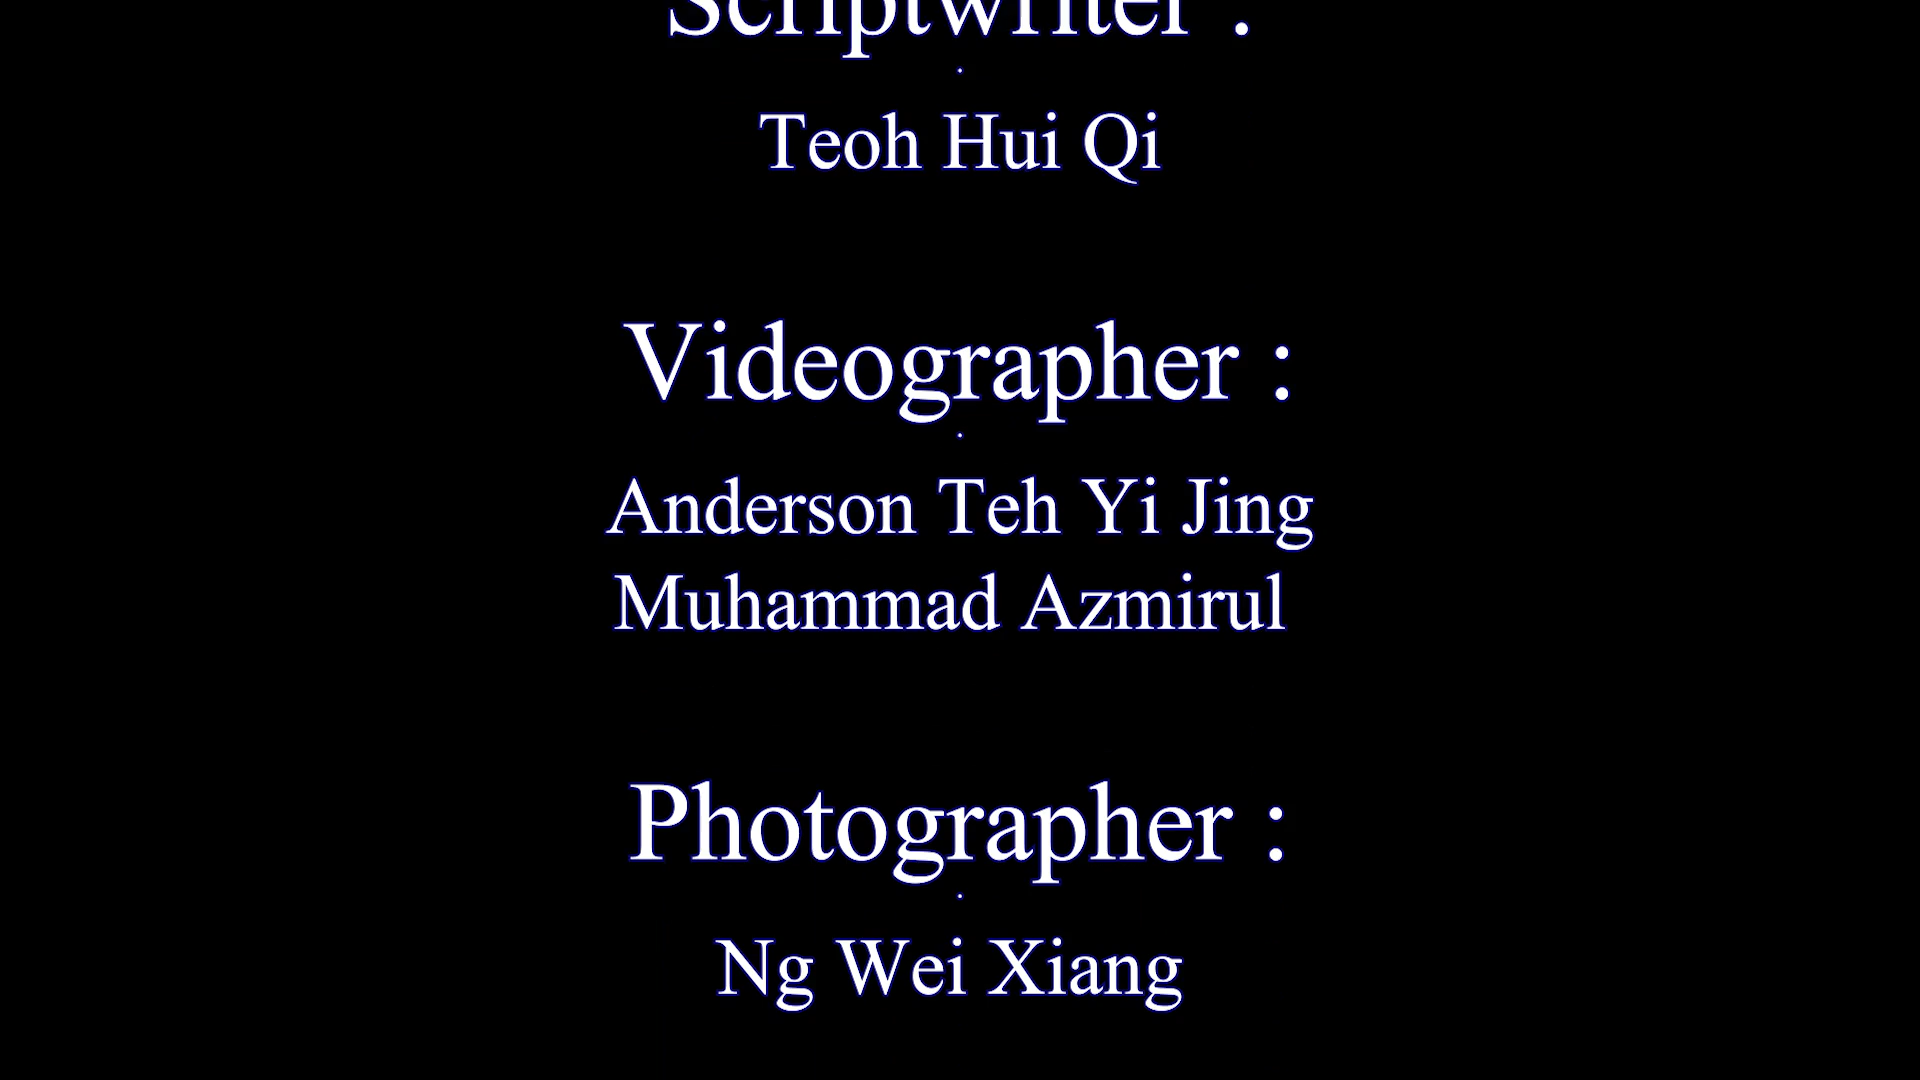 Scriptwriter :
.
Teoh Hui Qi
Videographer :
.
Anderson Teh Yi Jing
Muhammad Azmirul
Photographer :
.
Ng Wei Xiang